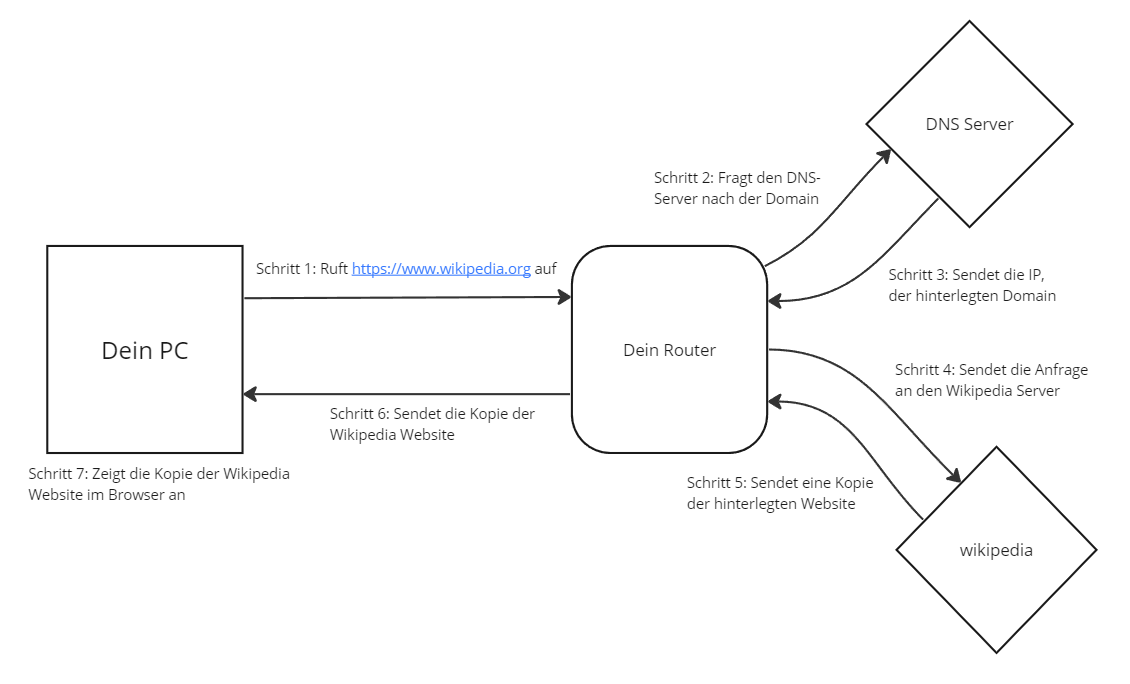 DNS Server
Schritt 2: Fragt den DNS-
Server nach der Domain
Schritt 1: Ruft https://www.wikipedia.org auf
Schritt 3: Sendet die IP,
der hinterlegten Domain
Dein PC
Dein Router
Schritt 4: Sendet die Anfrage
an den Wikipedia Server
Schritt 6: Sendet die Kopie der
Wikipedia Website
Schritt 7: Zeigt die Kopie der Wikipedia
Website im Browser an
Schritt 5: Sendet eine Kopie
der hinterlegten Website
wikipedia